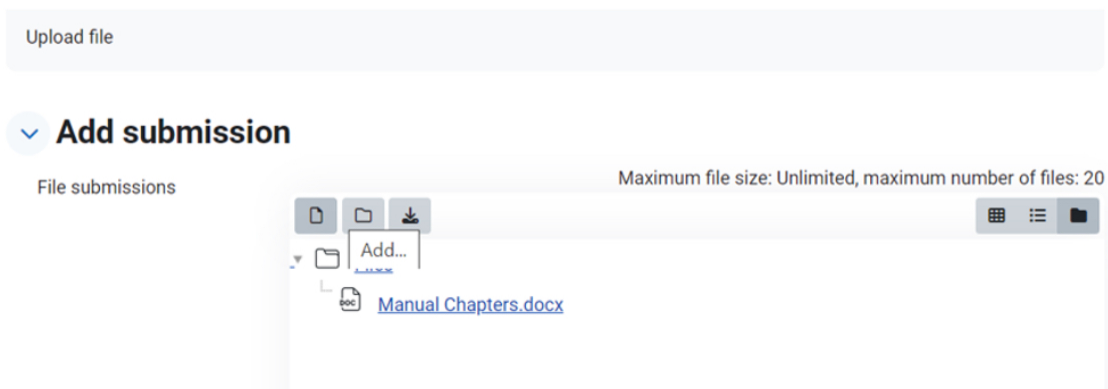 Upload file
Add submission
File submissions
Maximum file size: Unlimited, maximum number of files: 20
Add...
DOC
Manual Chapters.docx